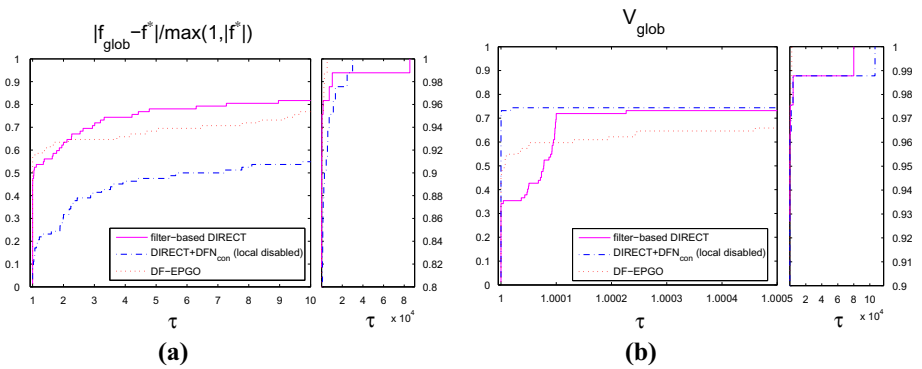 |f_glob−f*|/max(1,|f*|)
1
0.9
0.8
0.7
0.6
0.5
0.4
0.3
0.2
0.1
0
filter−based DIRECT
DIRECT+DFN_con (local disabled)
DF−EPGO
1 2 3 4 5 6 7 8 9 10
τ
1
0.98
0.96
0.94
0.92
0.9
0.88
0.86
0.84
0.82
0.8
2 4 6 8
x 10^4
τ
(a)
V_glob
1
0.9
0.8
0.7
0.6
0.5
0.4
0.3
0.2
0.1
0
filter−based DIRECT
DIRECT+DFN_con (local disabled)
DF−EPGO
1 1.0001 1.0002 1.0003 1.0004 1.0005
τ
1
0.99
0.98
0.97
0.96
0.95
0.94
0.93
0.92
0.91
0.9
2 4 6 8 10
x 10^4
τ
(b)